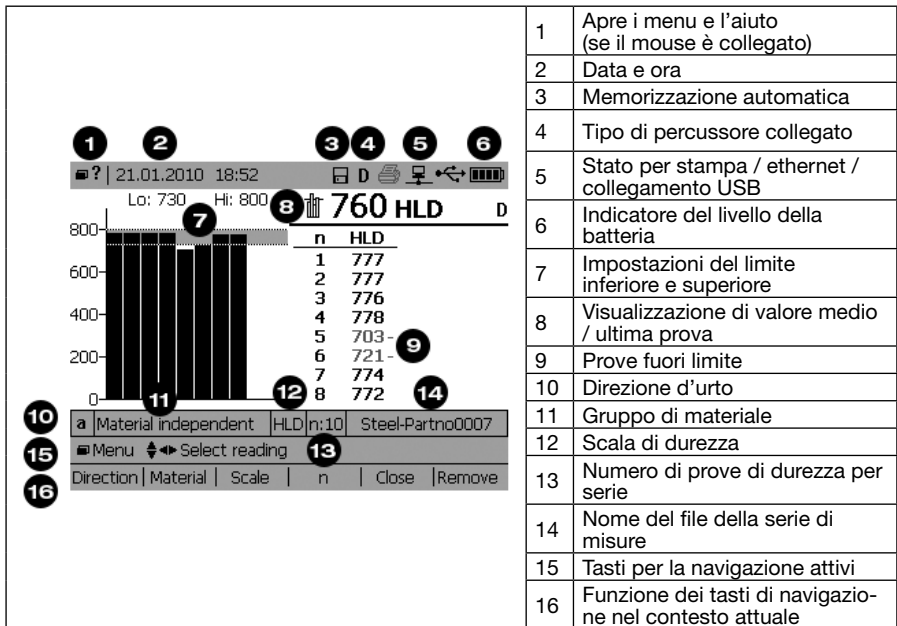 1 2 3 4 5 6
? 21.01.2010 18:52 D
Lo: 730 Hi: 800 8 760 HLD D
7
800
600
400
200
0
n HLD
1 777
2 777
3 776
4 778
5 703-
6 721-
7 774
8 772
9
11 12 14
10 a Material independent HLD n:10 Steel-Partno0007
15 Menu Select reading 13
16 Direction Material Scale n Close Remove
1 Apre i menu e l'aiuto
(se il mouse è collegato)
2 Data e ora
3 Memorizzazione automatica
4 Tipo di percussore collegato
5 Stato per stampa / ethernet /
collegamento USB
6 Indicatore del livello della
batteria
7 Impostazioni del limite
inferiore e superiore
8 Visualizzazione di valore medio
/ ultima prova
9 Prove fuori limite
10 Direzione d'urto
11 Gruppo di materiale
12 Scala di durezza
13 Numero di prove di durezza per
serie
14 Nome del file della serie di
misure
15 Tasti per la navigazione attivi
16 Funzione dei tasti di navigazio-
ne nel contesto attuale